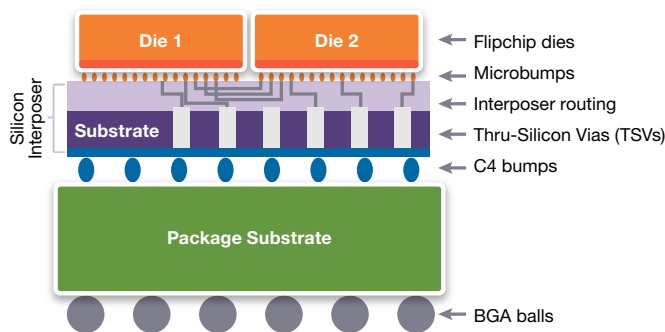 Die 1
Die 2
Flipchip dies
Microbumps
Interposer routing
Silicon
Interposer
Substrate
Thru-Silicon Vias (TSVs)
C4 bumps
Package Substrate
BGA balls